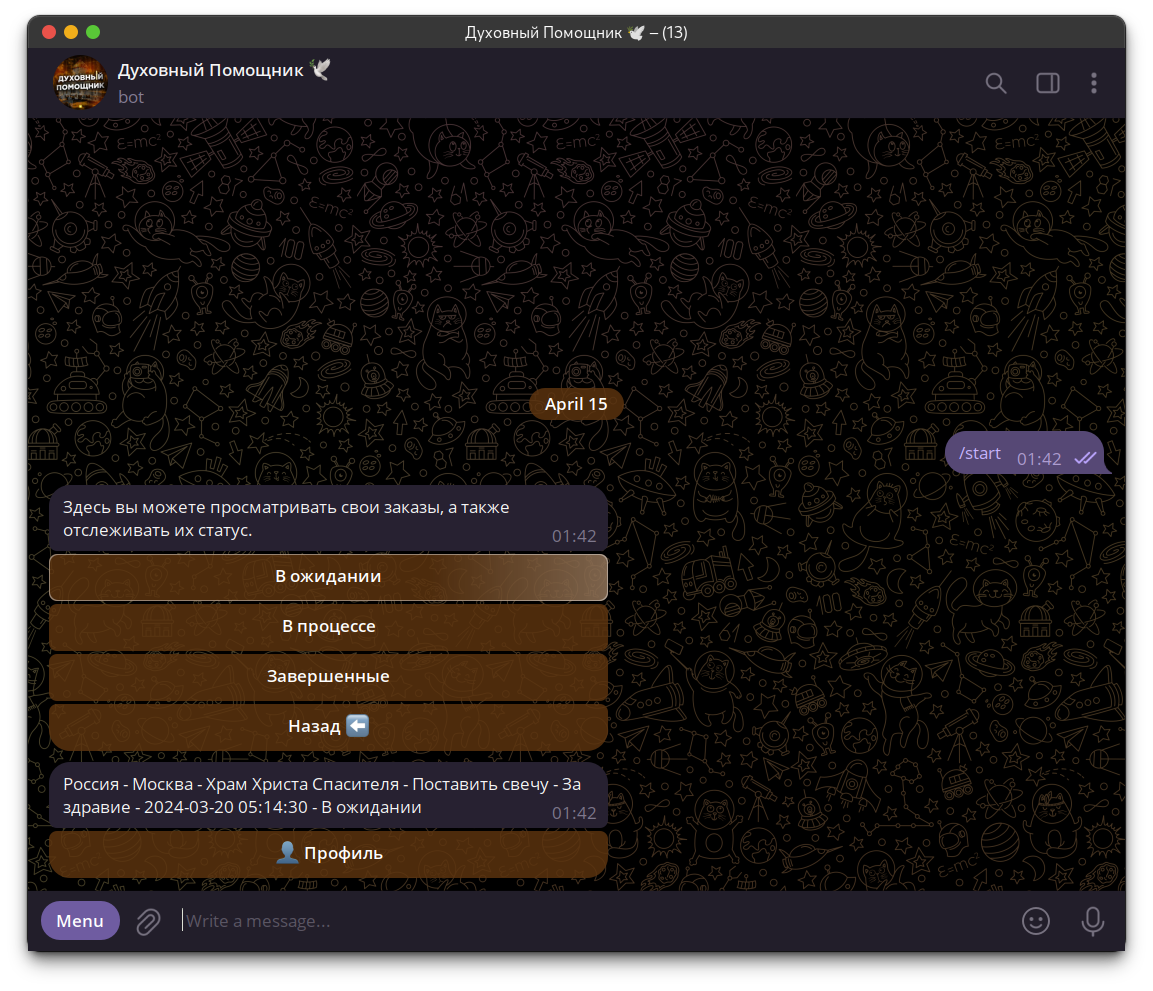 Духовный Помощник 🕊 – (13)
ДУХОВНЫЙ
ПОМОЩНИК
Духовный Помощник 🕊
bot
April 15
/start 01:42
Здесь вы можете просматривать свои заказы, а также
отслеживать их статус. 01:42
В ожидании
В процессе
Завершенные
Назад ⬅️
Россия - Москва - Храм Христа Спасителя - Поставить свечу - За
здравие - 2024-03-20 05:14:30 - В ожидании 01:42
👤 Профиль
Menu
Write a message...